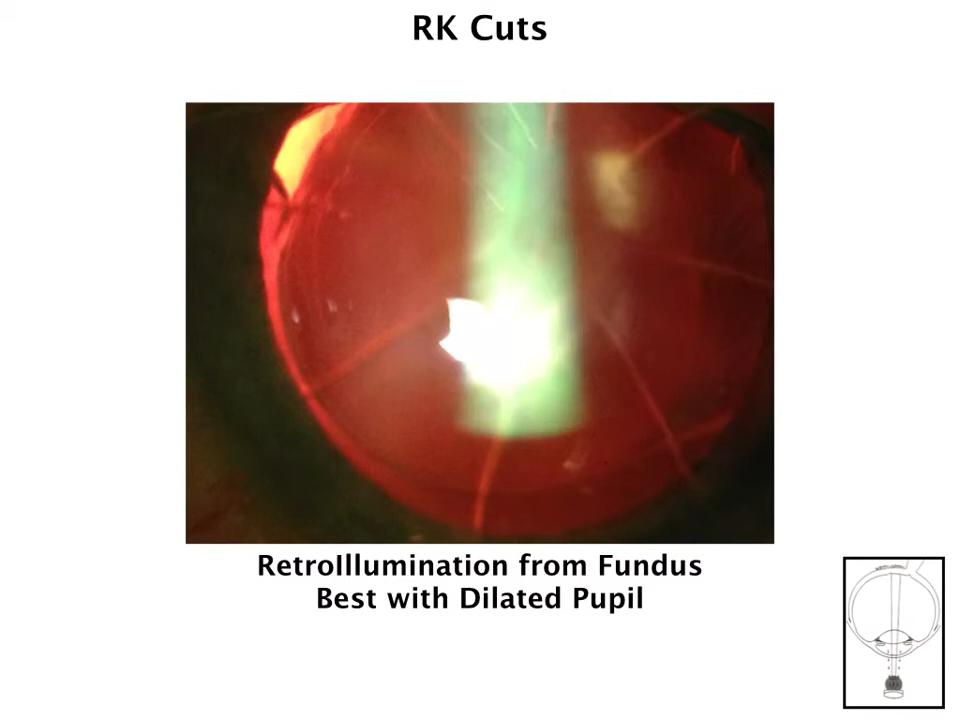 RK Cuts
RetroIllumination from Fundus
Best with Dilated Pupil